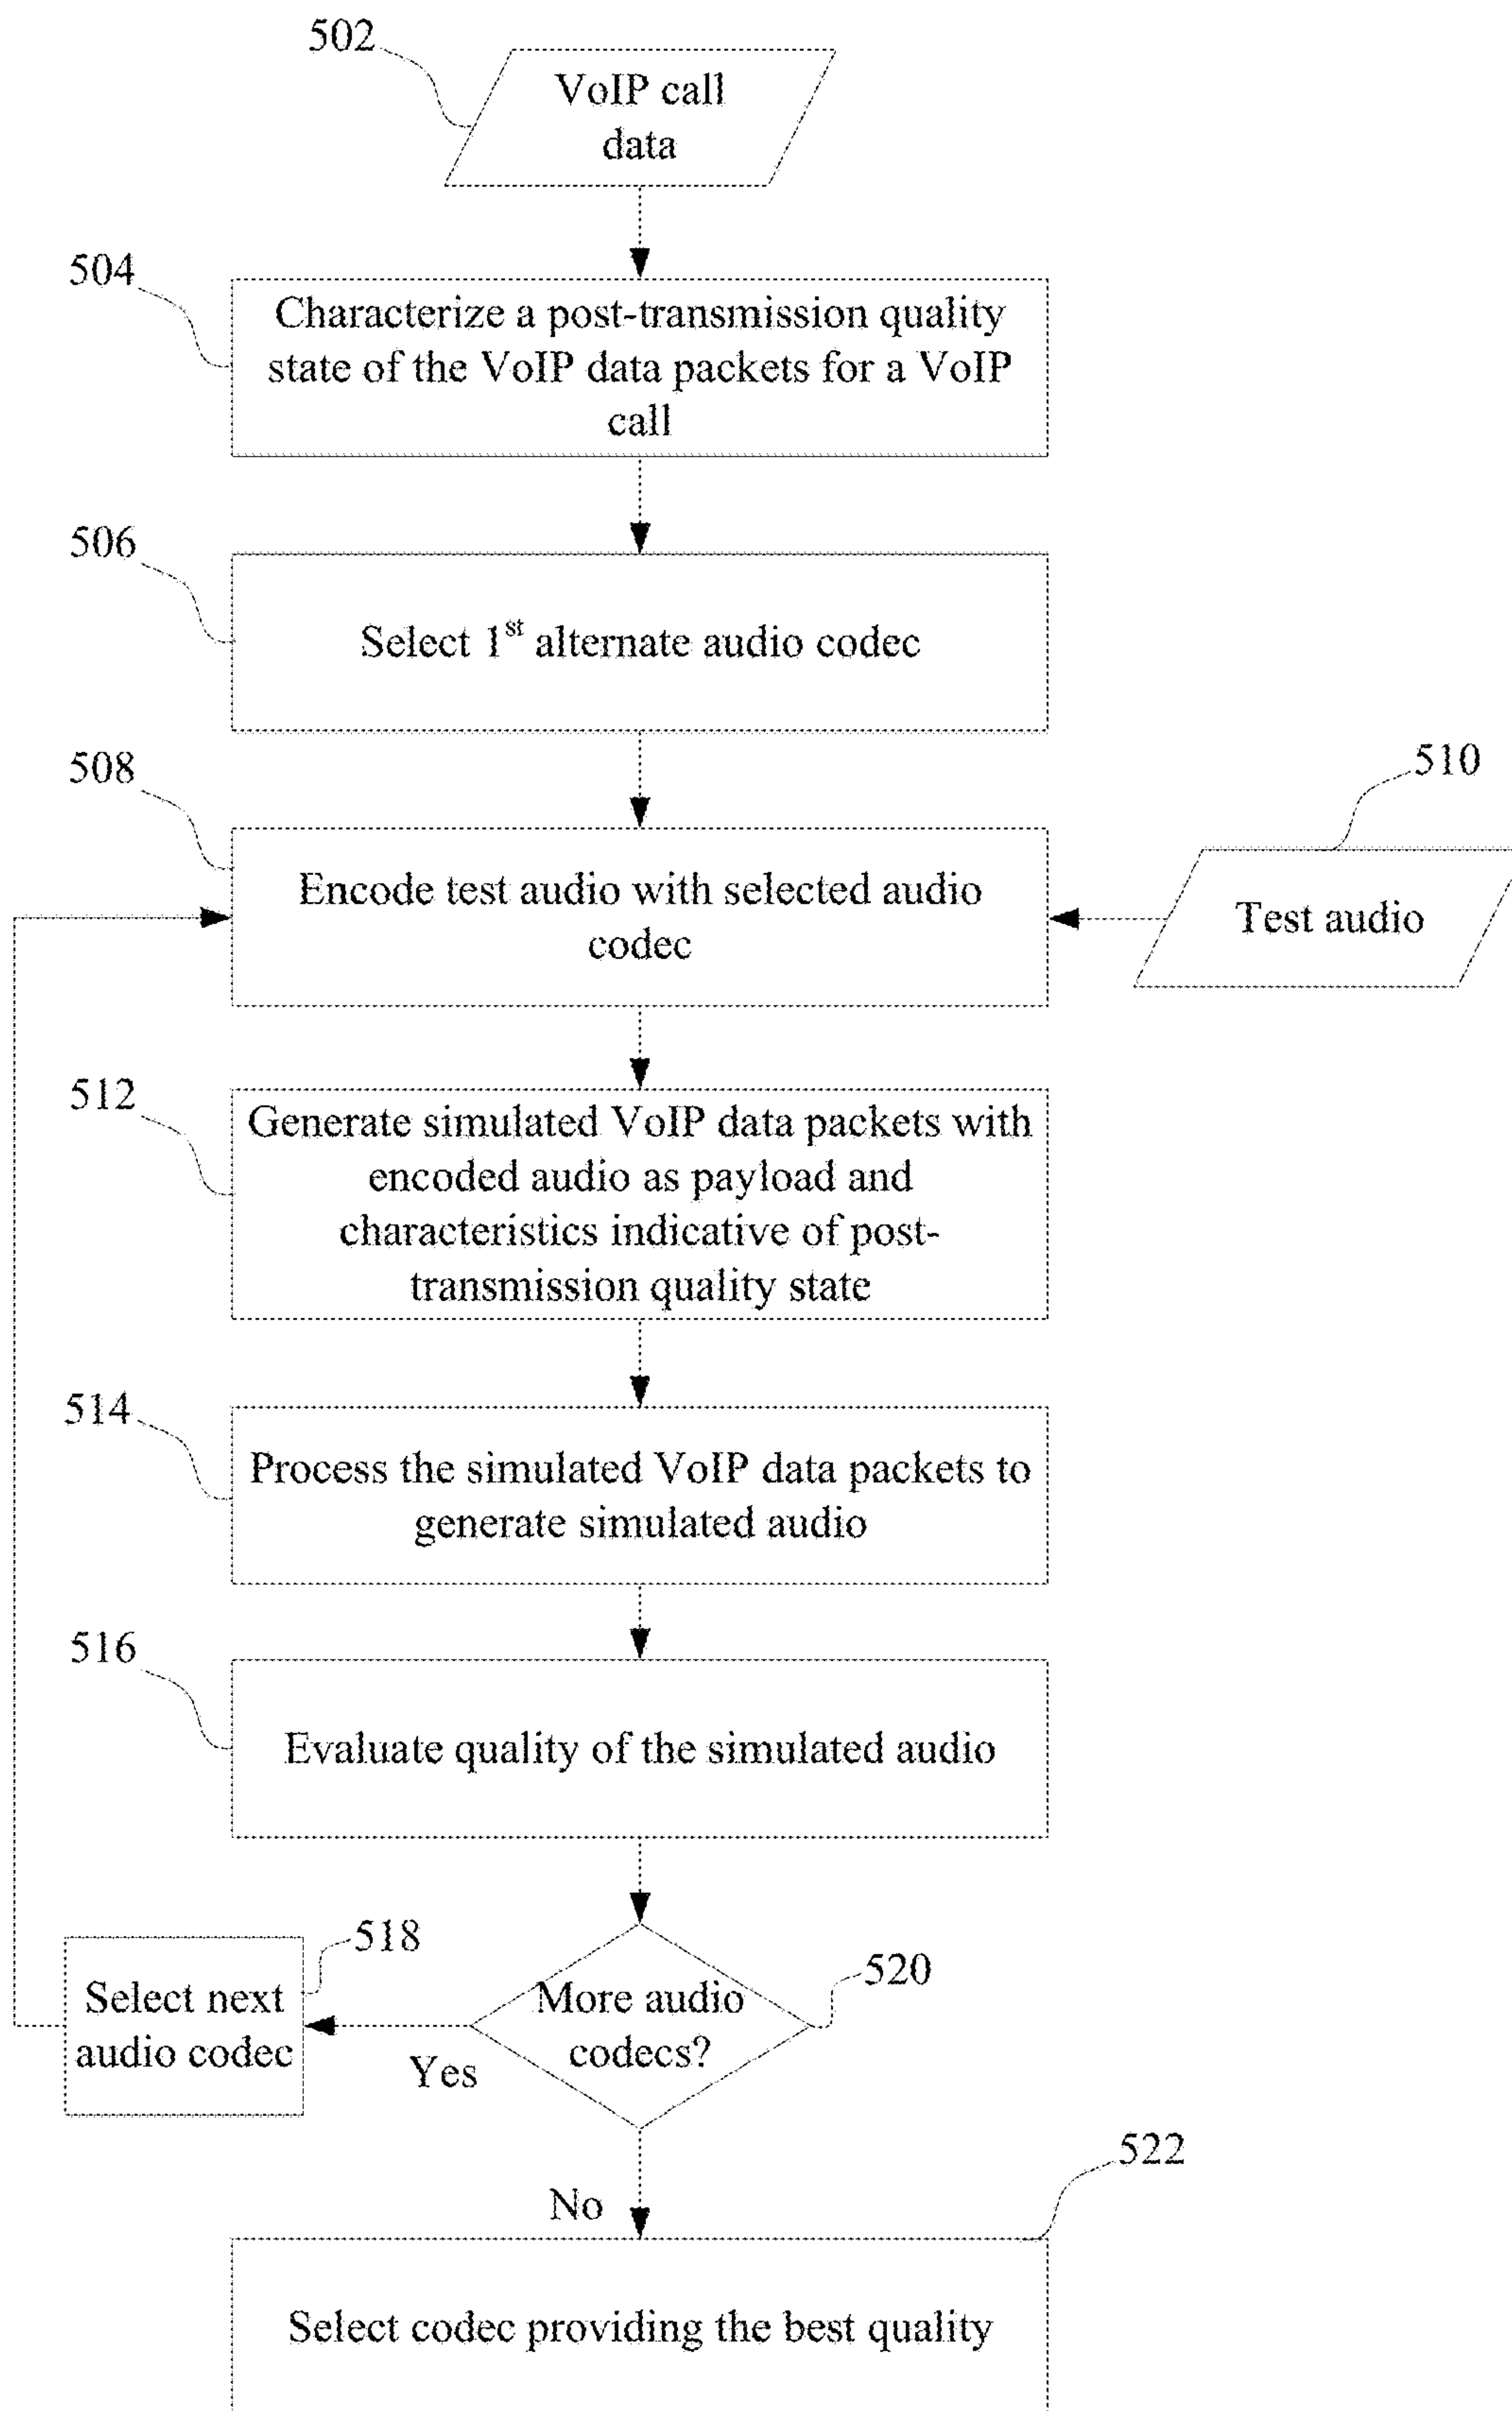 502
VoIP call
data
504
Characterize a post-transmission quality
state of the VoIP data packets for a VoIP
call
506
Select 1st alternate audio codec
508
510
Encode test audio with selected audio
codec
Test audio
512
Generate simulated VoIP data packets with
encoded audio as payload and
characteristics indicative of post-
transmission quality state
514
Process the simulated VoIP data packets to
generate simulated audio
516
Evaluate quality of the simulated audio
518
520
Select next
audio codec
More audio
codecs?
Yes
522
No
Select codec providing the best quality